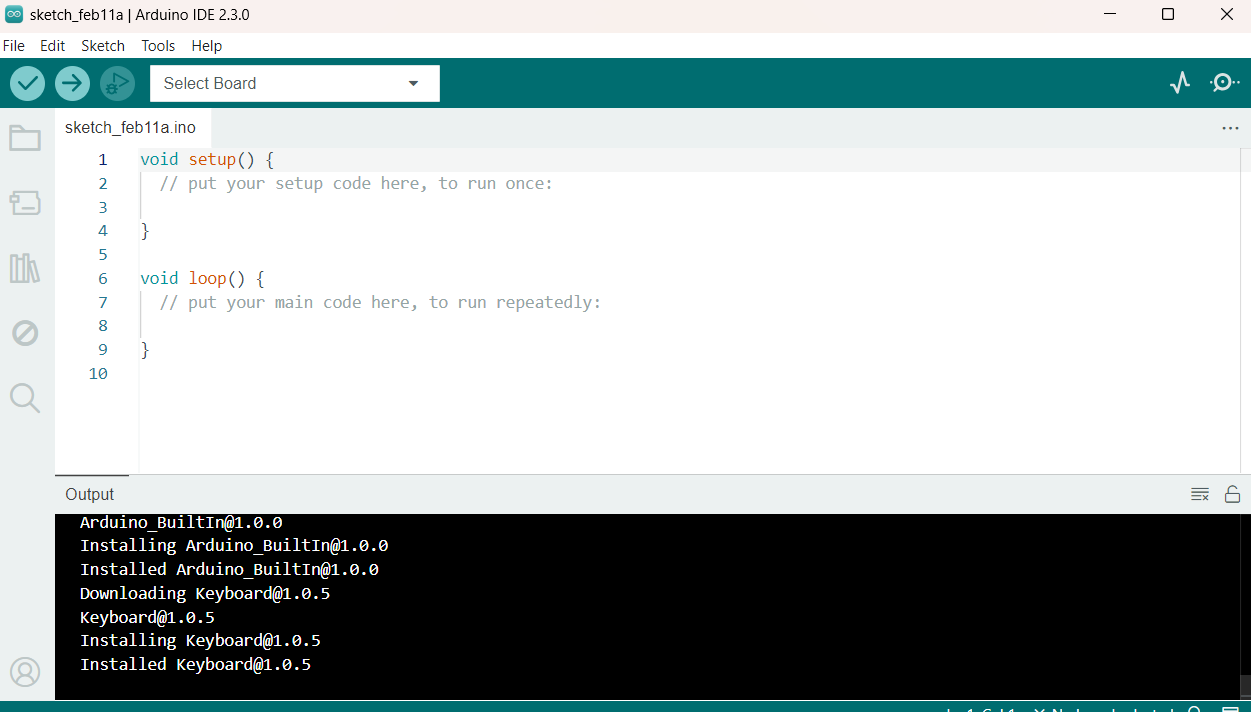 sketch_feb11a | Arduino IDE 2.3.0
File Edit Sketch Tools Help
Select Board
sketch_feb11a.ino
1 void setup() {
2 // put your setup code here, to run once:
3
4 }
5
6 void loop() {
7 // put your main code here, to run repeatedly:
8
9 }
10
Output
Arduino_BuiltIn@1.0.0
Installing Arduino_BuiltIn@1.0.0
Installed Arduino_BuiltIn@1.0.0
Downloading Keyboard@1.0.5
Keyboard@1.0.5
Installing Keyboard@1.0.5
Installed Keyboard@1.0.5